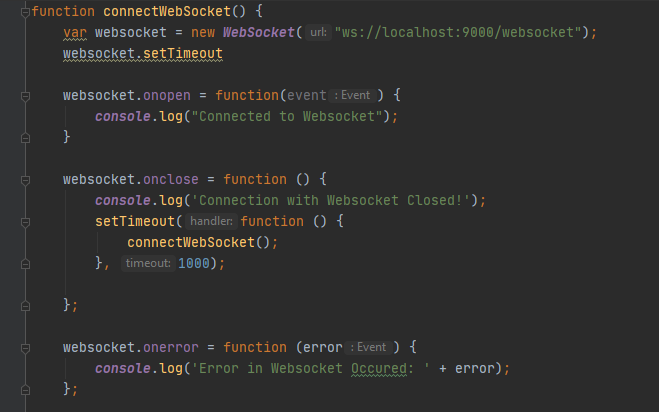 function connectWebSocket() {
var websocket = new WebSocket( url: "ws://localhost:9000/websocket");
websocket.setTimeout
websocket.onopen = function(event : Event ) {
console.log("Connected to Websocket");
}
websocket.onclose = function () {
console.log('Connection with Websocket Closed!');
setTimeout( handler: function () {
connectWebSocket();
}, timeout: 1000);
};
websocket.onerror = function (error : Event ) {
console.log('Error in Websocket Occured: ' + error);
};